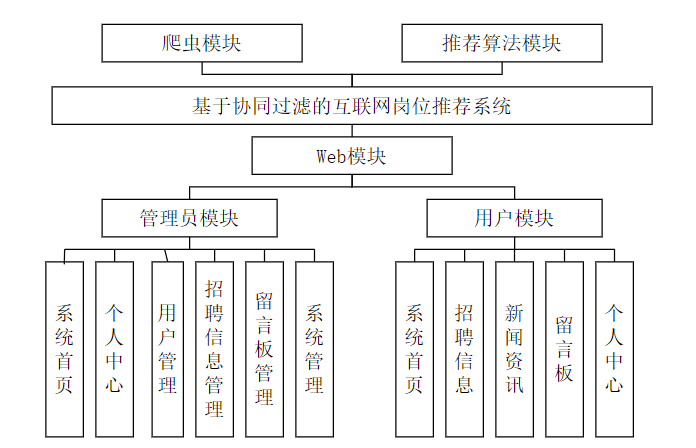 爬虫模块
推荐算法模块
基于协同过滤的互联网岗位推荐系统
Web模块
管理员模块
用户模块
系统首页
个人中心
用户管理
招聘信息管理
留言板管理
系统管理
系统首页
招聘信息
新闻资讯
留言板
个人中心